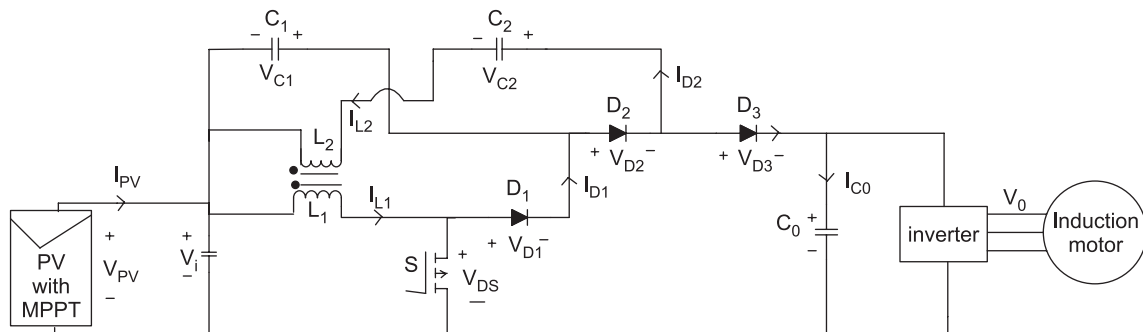 C1
− +
VC1
C2
− +
VC2
ID2
IL2
L2
D2
D3
+ VD2 −
+ VD3 −
IPV
L1
IL1
D1
ID1
IC0
+ VD1 −
PV
with
MPPT
+
VPV
−
+
Vi
−
S
+
VDS
—
C0
+
−
inverter
V0
Induction
motor